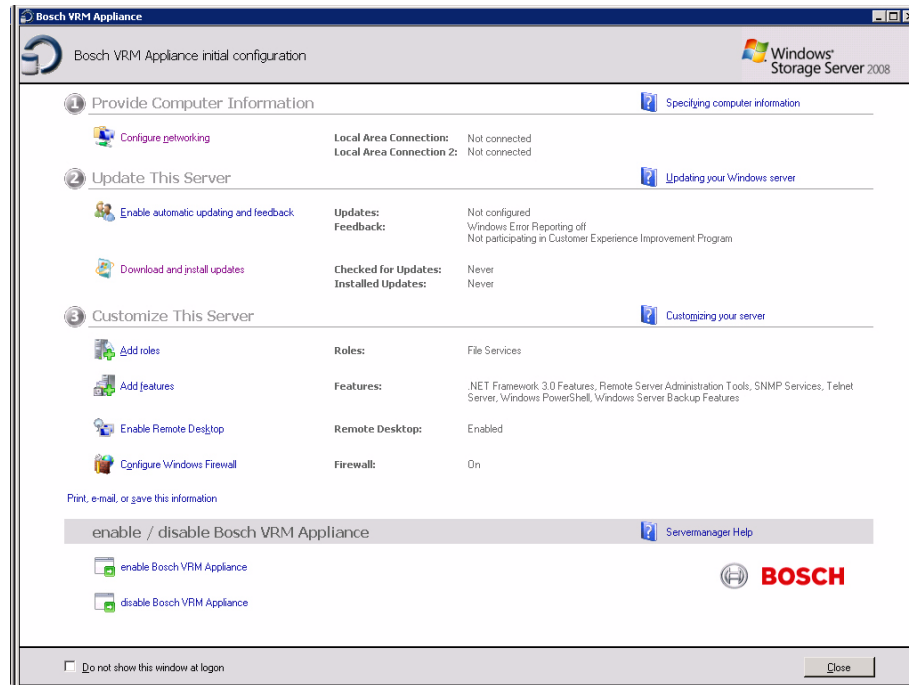 Bosch VRM Appliance
Bosch VRM Appliance initial configuration
Windows Storage Server 2008
1 Provide Computer Information
Specifying computer information
Configure networking
Local Area Connection: Not connected
Local Area Connection 2: Not connected
2 Update This Server
Updating your Windows server
Enable automatic updating and feedback
Updates: Not configured
Feedback: Windows Error Reporting off
Not participating in Customer Experience Improvement Program
Download and install updates
Checked for Updates: Never
Installed Updates: Never
3 Customize This Server
Customizing your server
Add roles
Roles: File Services
Add features
Features: .NET Framework 3.0 Features, Remote Server Administration Tools, SNMP Services, Telnet
Server, Windows PowerShell, Windows Server Backup Features
Enable Remote Desktop
Remote Desktop: Enabled
Configure Windows Firewall
Firewall: On
Print, e-mail, or save this information
enable / disable Bosch VRM Appliance
Servermanager Help
enable Bosch VRM Appliance
BOSCH
disable Bosch VRM Appliance
Do not show this window at logon
Close